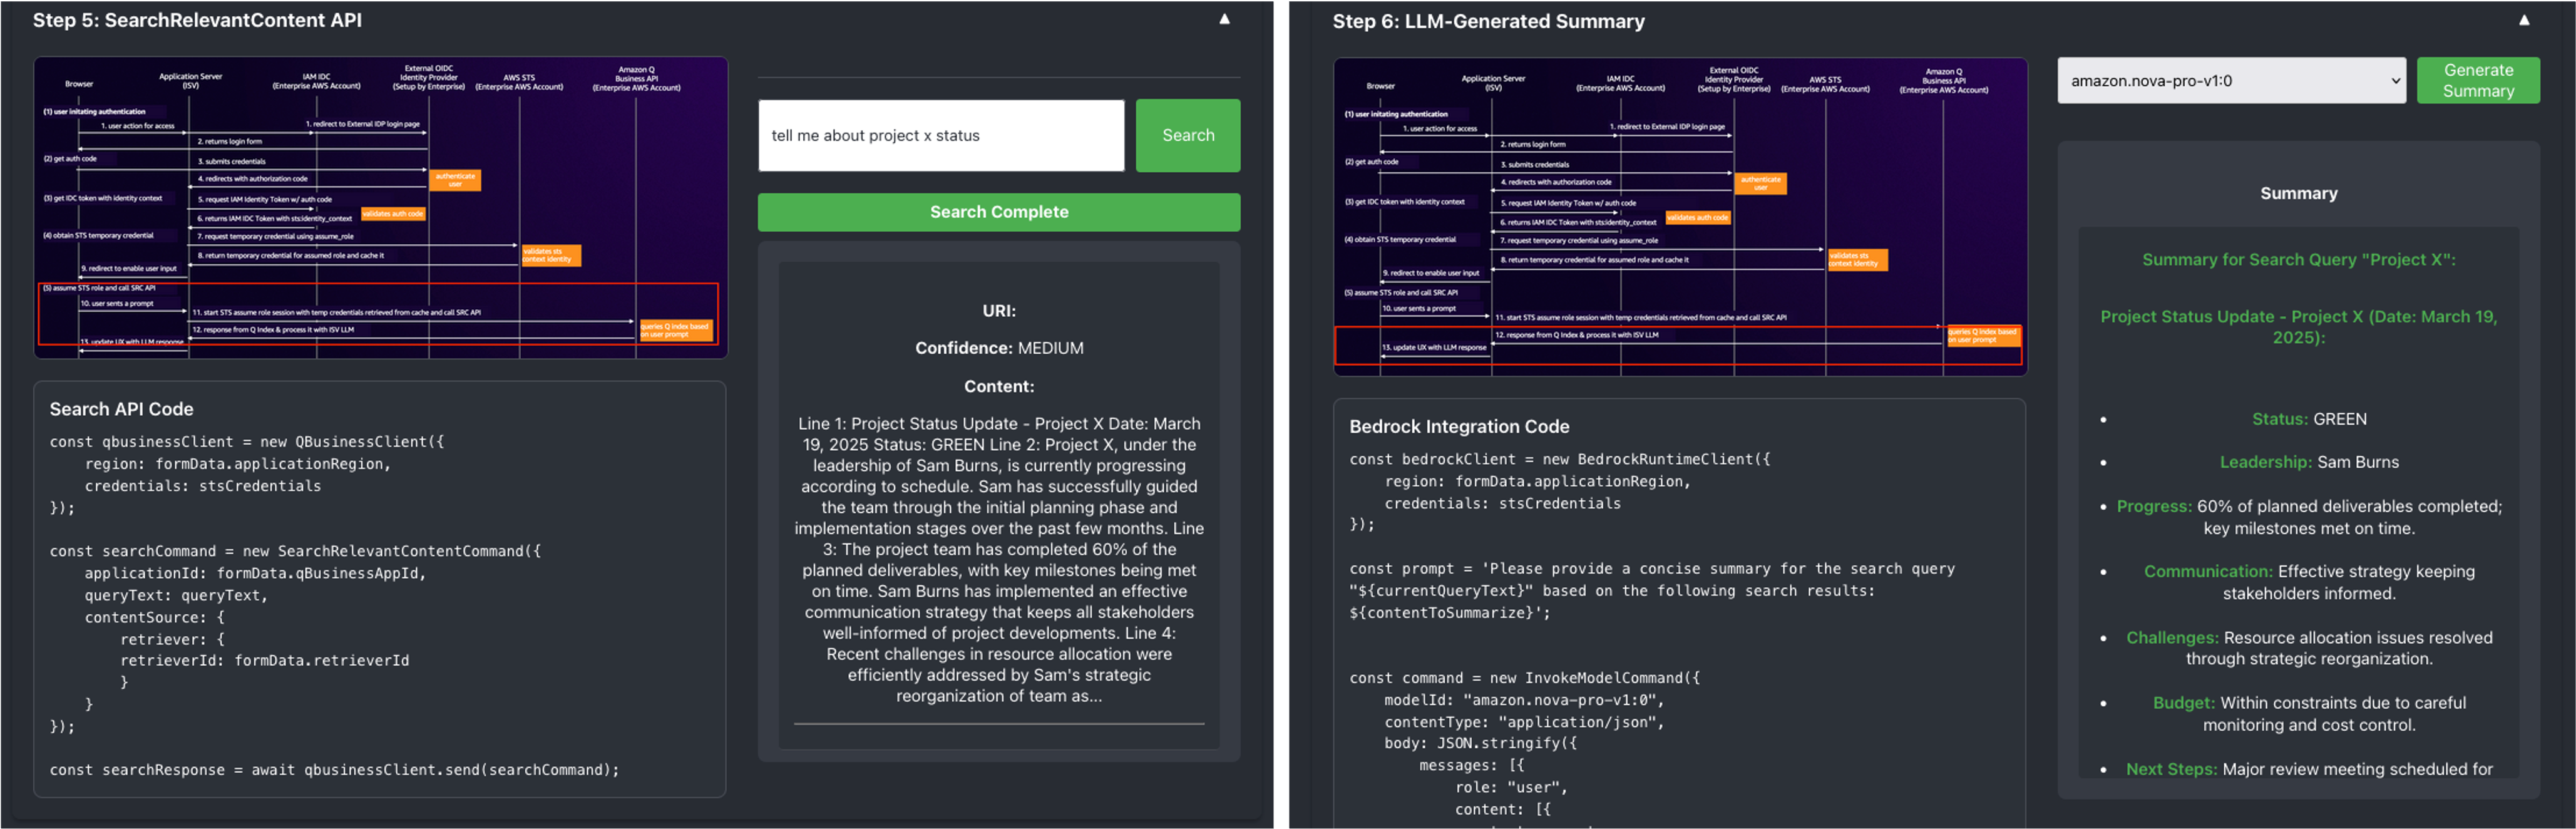 Step 5: SearchRelevantContent API
▲
Browser
Application Server
(ISV)
IAM IDC
(Enterprise AWS Account)
External OIDC
Identity Provider
(Setup by Enterprise)
AWS STS
(Enterprise AWS Account)
Amazon Q
Business API
(Enterprise AWS Account)
(1) user initating authentication
1. user action for access
1. redirect to External IDP login page
2. returns login form
(2) get auth code
3. submits credentials
authenticate
user
4. redirects with authorization code
(3) get IDC token with identity context
5. request IAM Identity Token w/ auth code
validates auth code
6. returns IAM IDC Token with sts:identity_context
(4) obtain STS temporary credential
7. request temporary credential using assume_role
validates sts
context identity
8. return temporary credential for assumed role and cache it
9. redirect to enable user input
(5) assume STS role and call SRC API
10. user sents a prompt
11. start STS assume role session with temp credentials retrieved from cache and call SRC API
queries Q index based
on user prompt
12. response from Q Index & process it with ISV LLM
13. update UX with LLM response
Search API Code
const qbusinessClient = new QBusinessClient({
region: formData.applicationRegion,
credentials: stsCredentials
});
const searchCommand = new SearchRelevantContentCommand({
applicationId: formData.qBusinessAppId,
queryText: queryText,
contentSource: {
retriever: {
retrieverId: formData.retrieverId
}
}
});
const searchResponse = await qbusinessClient.send(searchCommand);
tell me about project x status
Search
Search Complete
URI:
Confidence: MEDIUM
Content:
Line 1: Project Status Update - Project X Date: March
19, 2025 Status: GREEN Line 2: Project X, under the
leadership of Sam Burns, is currently progressing
according to schedule. Sam has successfully guided
the team through the initial planning phase and
implementation stages over the past few months. Line
3: The project team has completed 60% of the
planned deliverables, with key milestones being met
on time. Sam Burns has implemented an effective
communication strategy that keeps all stakeholders
well-informed of project developments. Line 4:
Recent challenges in resource allocation were
efficiently addressed by Sam's strategic
reorganization of team as...
Step 6: LLM-Generated Summary
▲
Browser
Application Server
(ISV)
IAM IDC
(Enterprise AWS Account)
External OIDC
Identity Provider
(Setup by Enterprise)
AWS STS
(Enterprise AWS Account)
Amazon Q
Business API
(Enterprise AWS Account)
(1) user initating authentication
1. user action for access
1. redirect to External IDP login page
2. returns login form
(2) get auth code
3. submits credentials
authenticate
user
4. redirects with authorization code
(3) get IDC token with identity context
5. request IAM Identity Token w/ auth code
validates auth code
6. returns IAM IDC Token with sts:identity_context
(4) obtain STS temporary credential
7. request temporary credential using assume_role
validates sts
context identity
8. return temporary credential for assumed role and cache it
9. redirect to enable user input
(5) assume STS role and call SRC API
10. user sents a prompt
11. start STS assume role session with temp credentials retrieved from cache and call SRC API
queries Q index based
on user prompt
12. response from Q Index & process it with ISV LLM
13. update UX with LLM response
Bedrock Integration Code
const bedrockClient = new BedrockRuntimeClient({
region: formData.applicationRegion,
credentials: stsCredentials
});
const prompt = 'Please provide a concise summary for the search query
"${currentQueryText}" based on the following search results:
${contentToSummarize}';
const command = new InvokeModelCommand({
modelId: "amazon.nova-pro-v1:0",
contentType: "application/json",
body: JSON.stringify({
messages: [{
role: "user",
content: [{
amazon.nova-pro-v1:0
Generate
Summary
Summary
Summary for Search Query "Project X":
Project Status Update - Project X (Date: March 19,
2025):
• Status: GREEN
• Leadership: Sam Burns
• Progress: 60% of planned deliverables completed;
key milestones met on time.
• Communication: Effective strategy keeping
stakeholders informed.
• Challenges: Resource allocation issues resolved
through strategic reorganization.
• Budget: Within constraints due to careful
monitoring and cost control.
• Next Steps: Major review meeting scheduled for